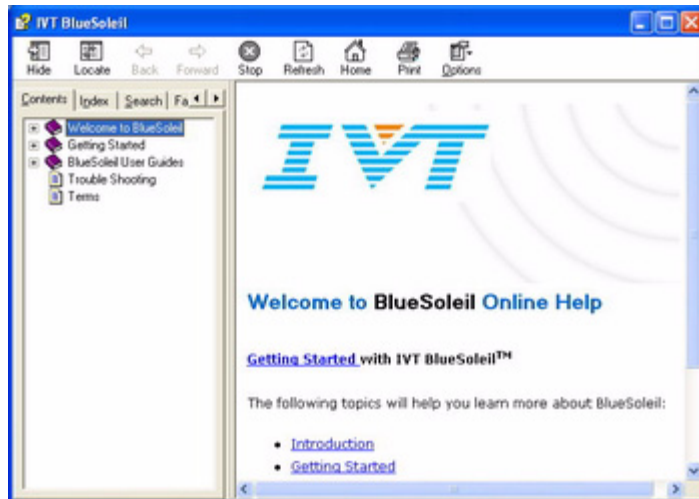 IVT BlueSoleil
Hide Locate Back Forward Stop Refresh Home Print Options
Contents Index Search Fa
Welcome to BlueSoleil
Getting Started
BlueSoleil User Guides
Trouble Shooting
Terms
IVT
Welcome to BlueSoleil Online Help
Getting Started with IVT BlueSoleil™
The following topics will help you learn more about BlueSoleil:
• Introduction
• Getting Started